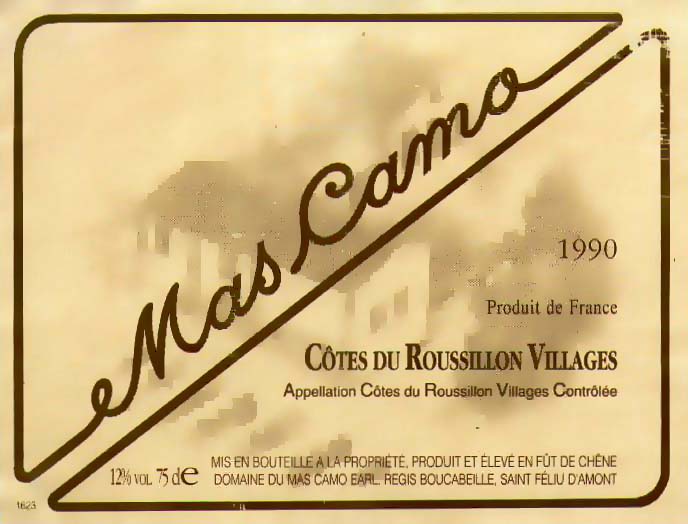 Mas Camo
1990
Produit de France
CÔTES DU ROUSSILLON VILLAGES
Appellation Côtes du Roussillon Villages Contrôlée
12% VOL. 75 de
MIS EN BOUTEILLE A LA PROPRIÉTÉ, PRODUIT ET ÉLEVÉ EN FÛT DE CHÊNE
DOMAINE DU MAS CAMO EARL. REGIS BOUCABEILLE, SAINT FÉLIU D'AMONT
1623